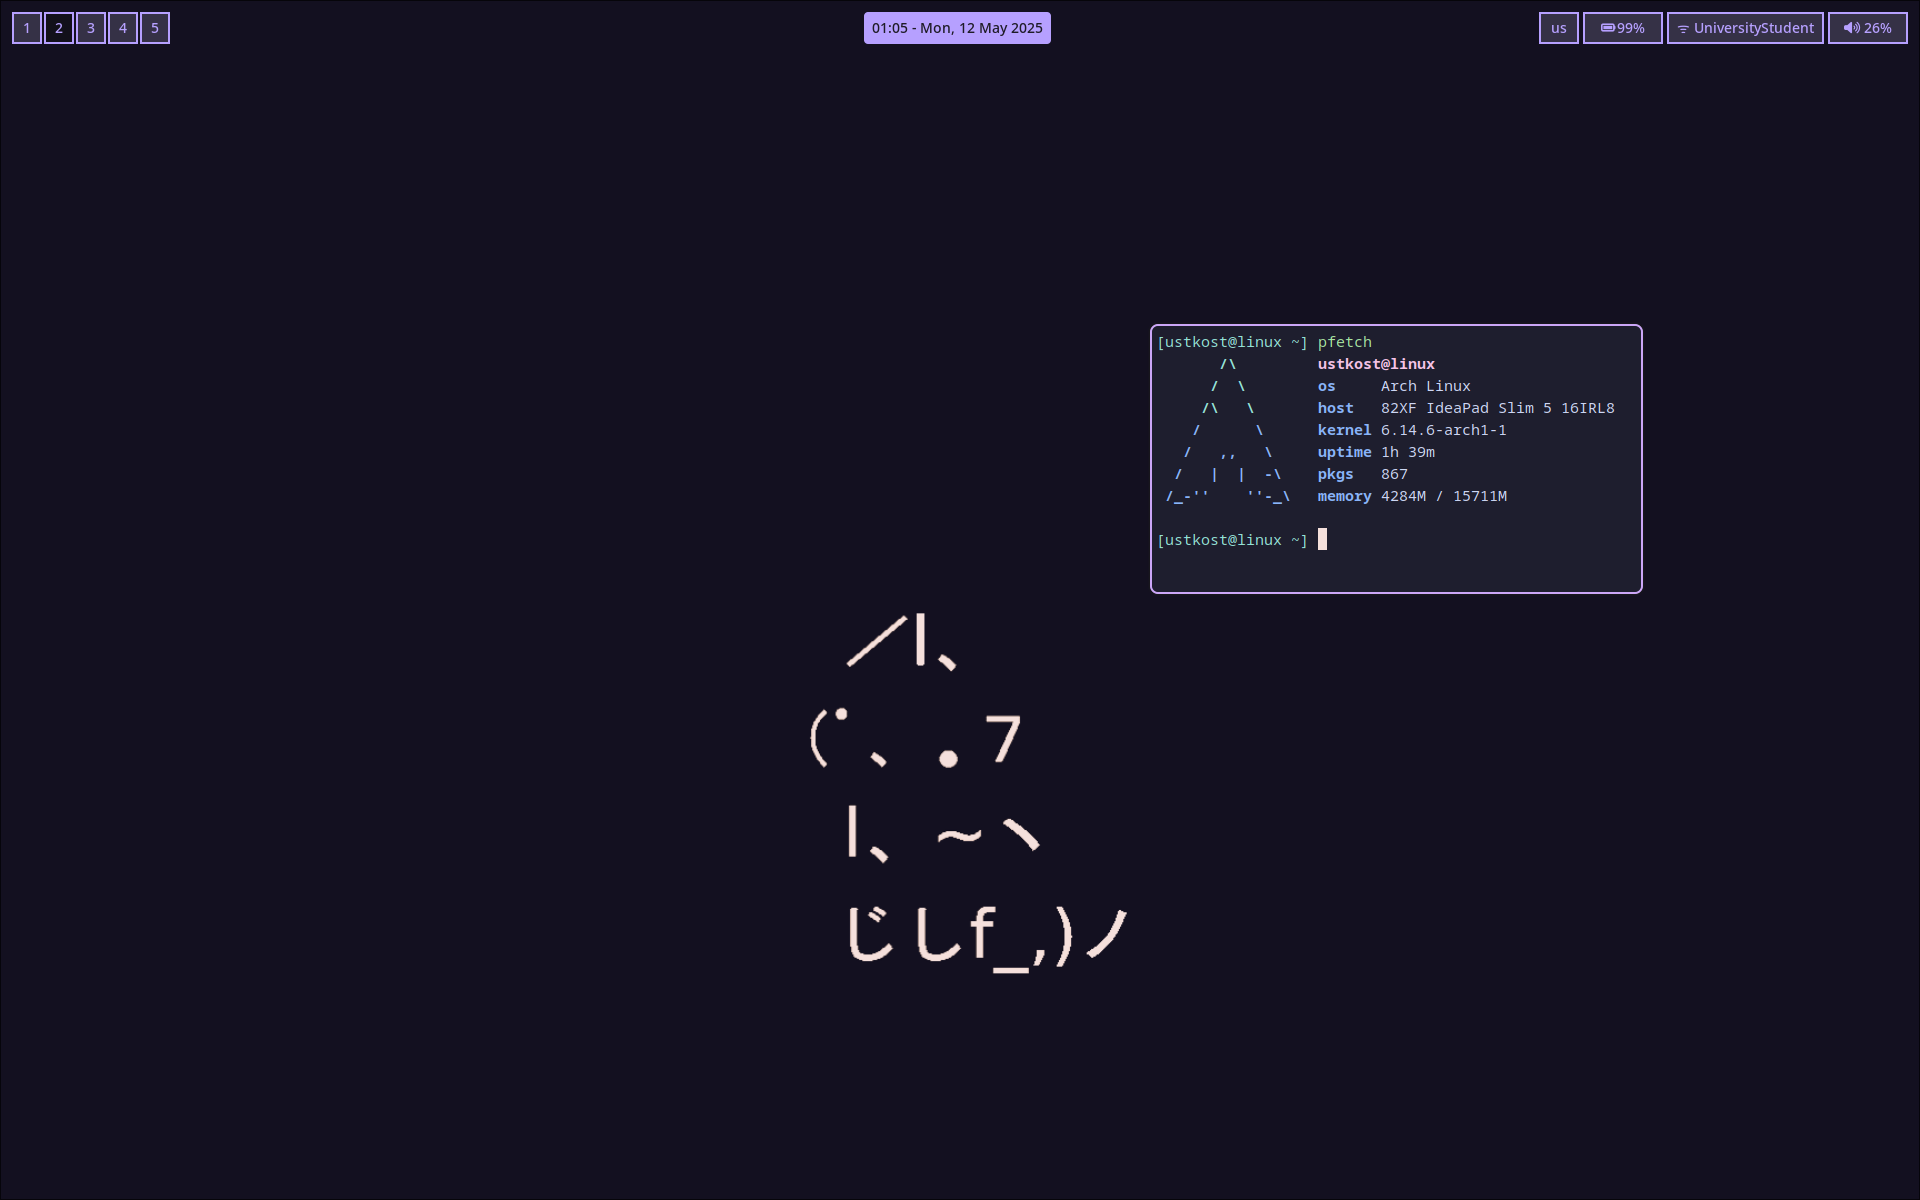 1 2 3 4 5
01:05 - Mon, 12 May 2025
us 99% UniversityStudent 26%
[ustkost@linux ~] pfetch
       /\         ustkost@linux
      /  \        os     Arch Linux
     /\   \       host   82XF IdeaPad Slim 5 16IRL8
    /      \      kernel 6.14.6-arch1-1
   /   ,,   \     uptime 1h 39m
  /   |  |  -\    pkgs   867
 /_-''    ''-_\   memory 4284M / 15711M
[ustkost@linux ~]
／l、
(ﾟ、 。7
l、 ~ヽ
じしf_,)ノ